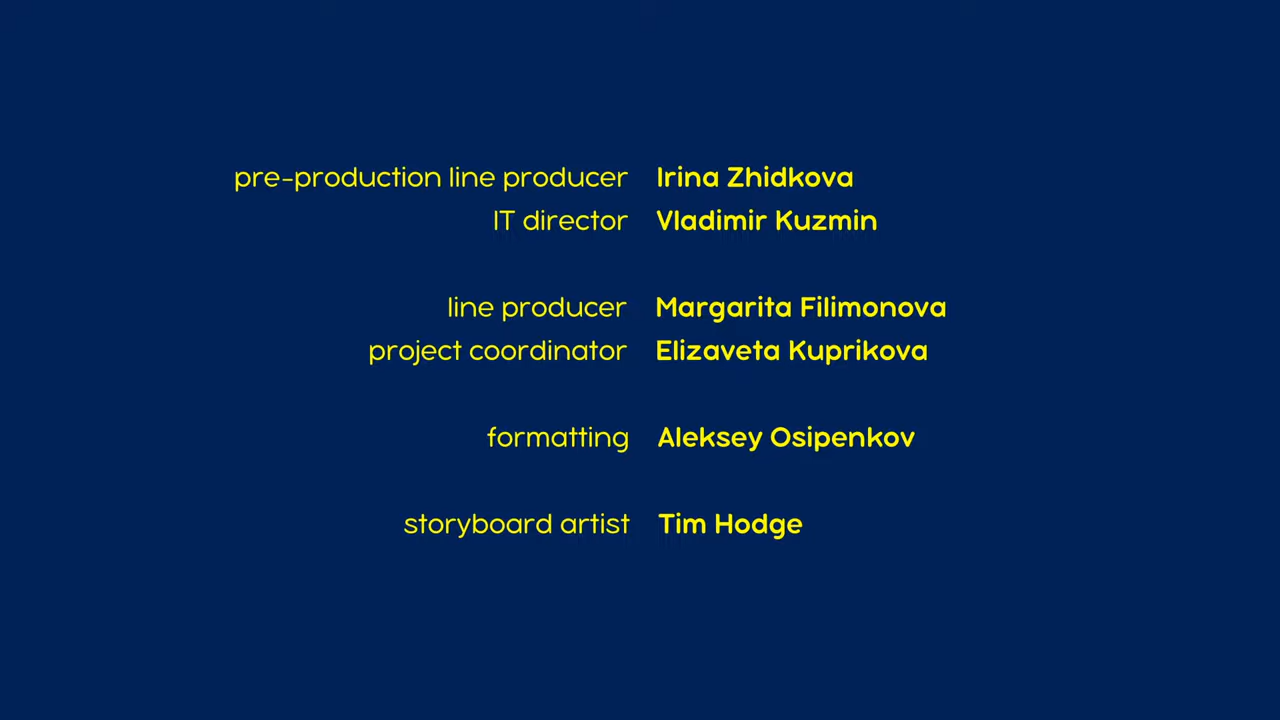 pre-production line producer Irina Zhidkova
IT director Vladimir Kuzmin
line producer Margarita Filimonova
project coordinator Elizaveta Kuprikova
formatting Aleksey Osipenkov
storyboard artist Tim Hodge